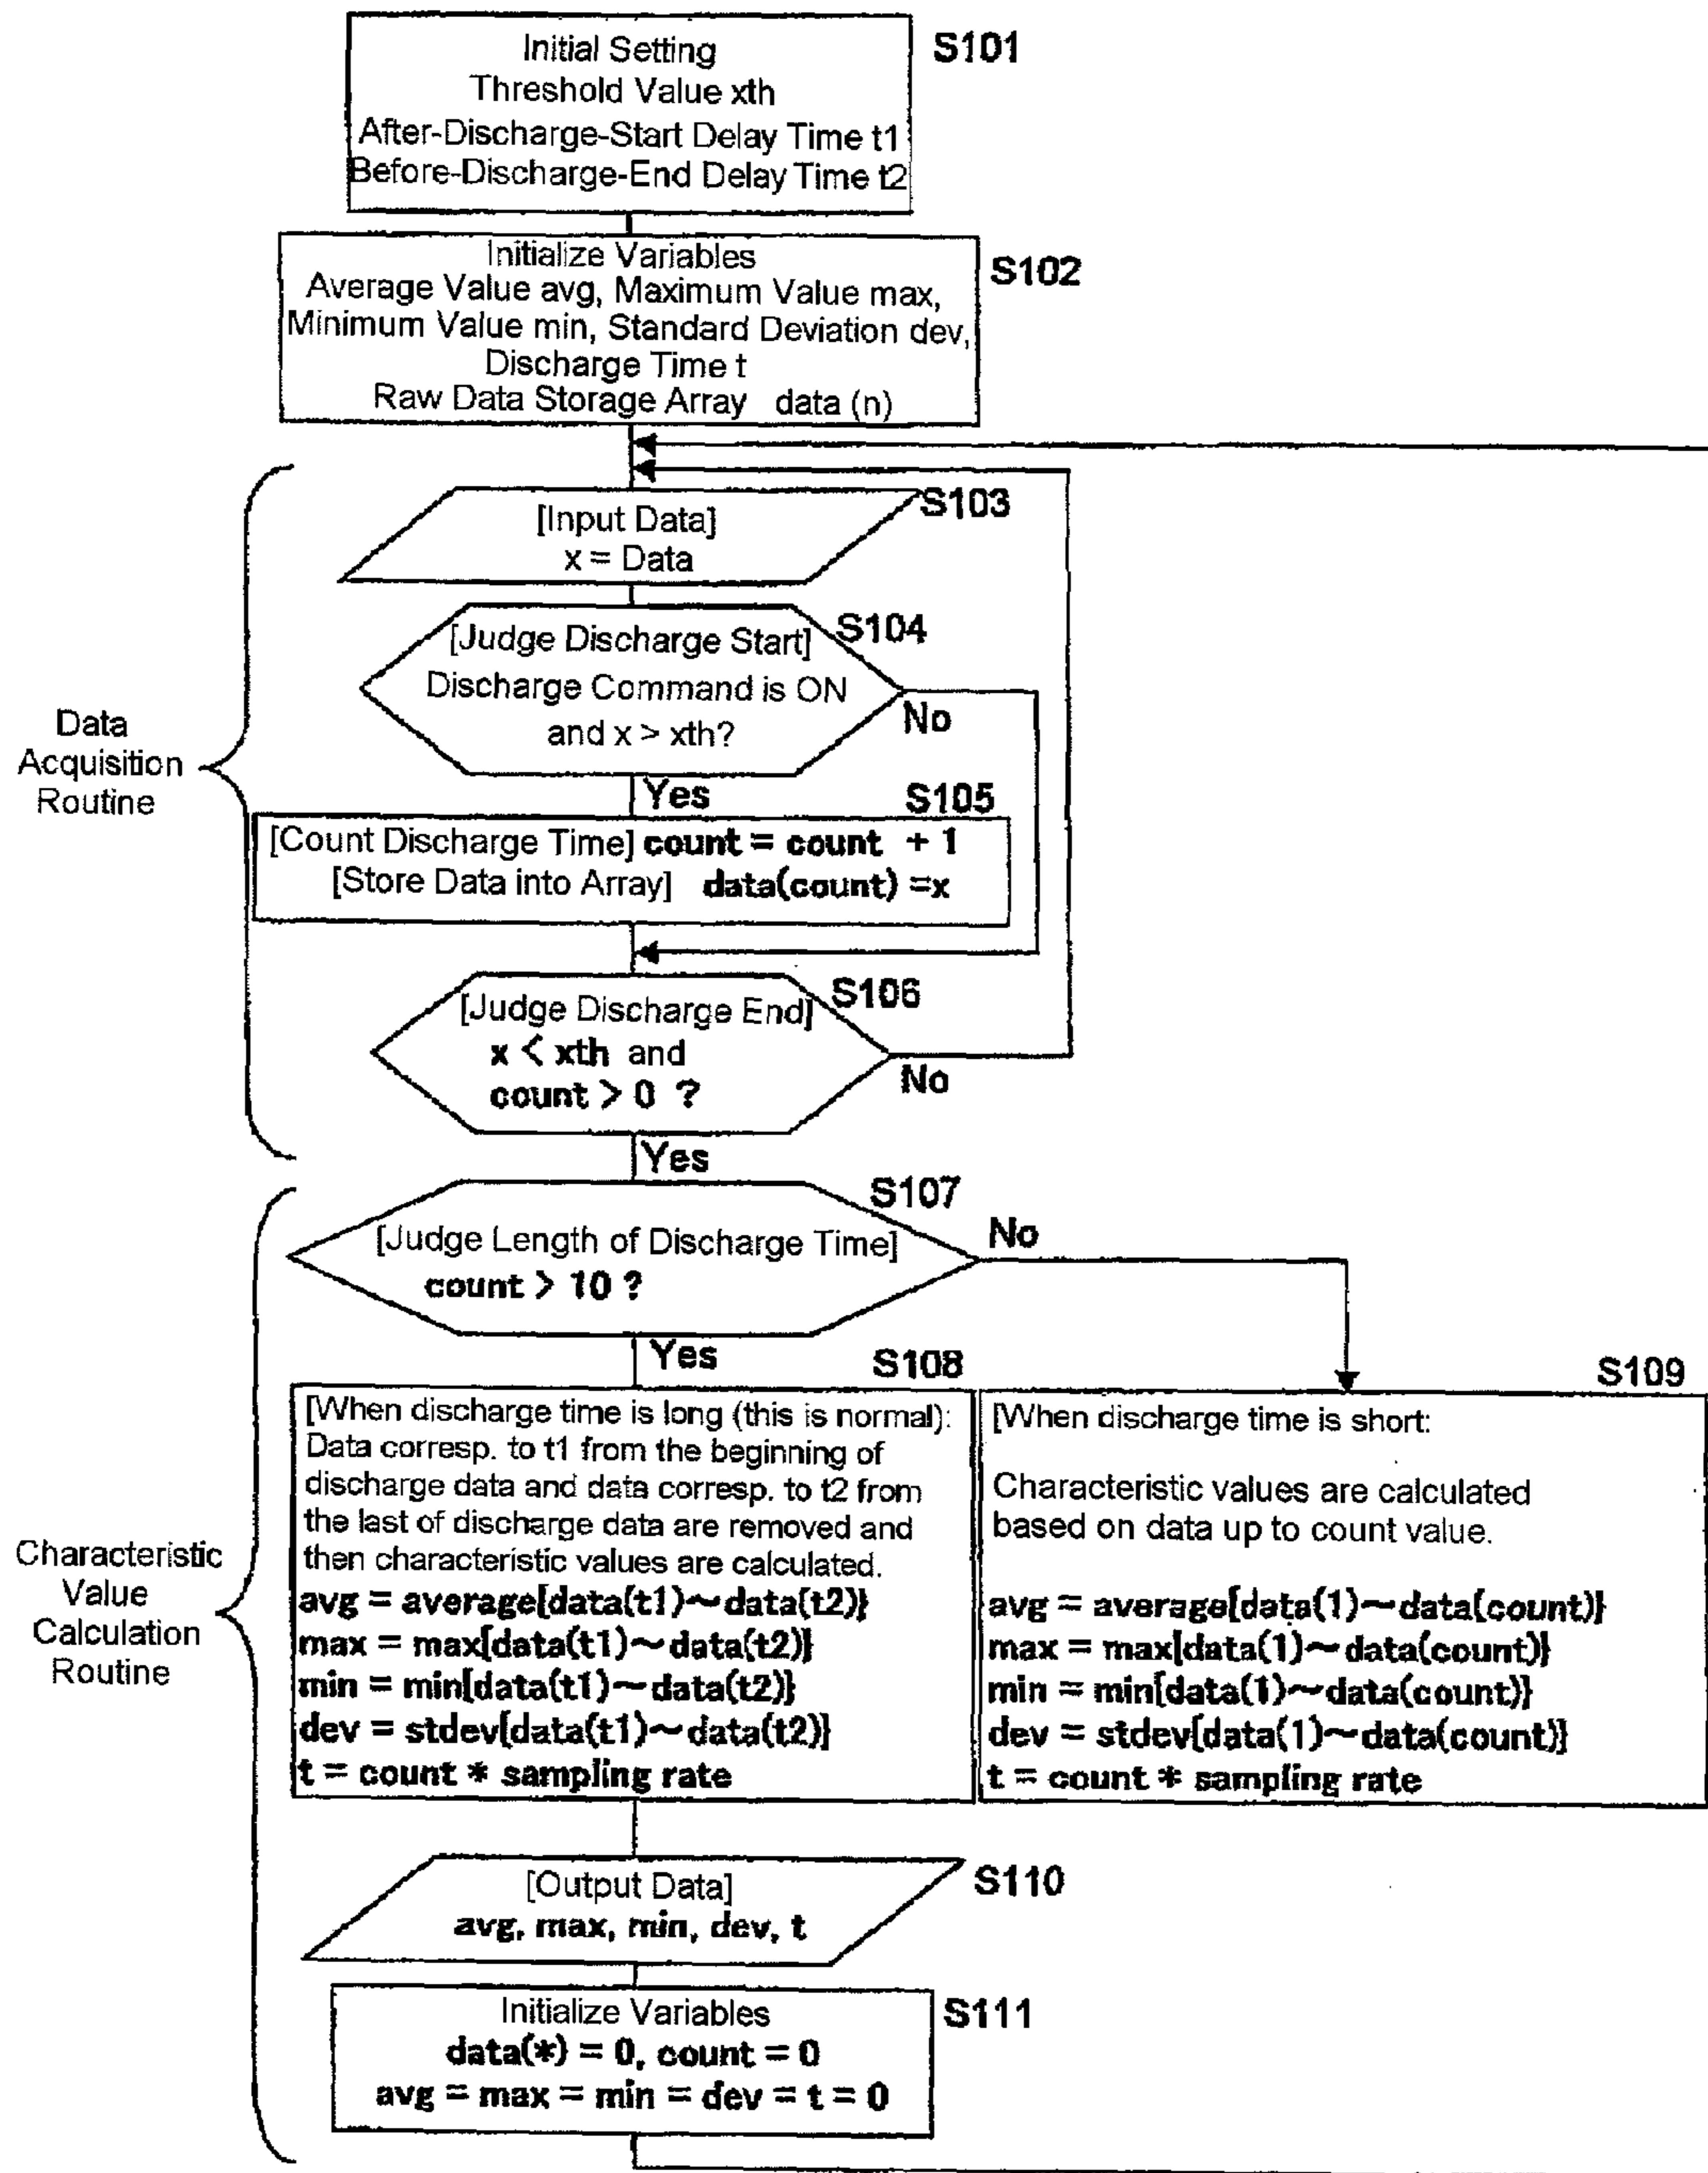 Initial Setting
Threshold Value xth
After-Discharge-Start Delay Time t1
Before-Discharge-End Delay Time t2
S101
Initialize Variables
Average Value avg, Maximum Value max,
Minimum Value min, Standard Deviation dev,
Discharge Time t
Raw Data Storage Array data (n)
S102
Data
Acquisition
Routine
[Input Data]
x = Data
S103
[Judge Discharge Start]
Discharge Command is ON
and x > xth?
S104
No
Yes
S105
[Count Discharge Time] count = count + 1
[Store Data into Array] data(count) =x
[Judge Discharge End]
x < xth and
count > 0 ?
S106
No
Yes
Characteristic
Value
Calculation
Routine
[Judge Length of Discharge Time]
count > 10 ?
S107
No
Yes
S108
[When discharge time is long (this is normal):
Data corresp. to t1 from the beginning of
discharge data and data corresp. to t2 from
the last of discharge data are removed and
then characteristic values are calculated.
avg = average[data(t1)~data(t2)}
max = max[data(t1)~data(t2)}
min = min[data(t1)~data(t2)}
dev = stdev[data(t1)~data(t2)}
t = count * sampling rate
S109
[When discharge time is short:
Characteristic values are calculated
based on data up to count value.
avg = average[data(1)~data(count)}
max = max[data(1)~data(count)}
min = min[data(1)~data(count)}
dev = stdev[data(1)~data(count)}
t = count * sampling rate
[Output Data]
avg, max, min, dev, t
S110
Initialize Variables
data(*) = 0, count = 0
avg = max = min = dev = t = 0
S111